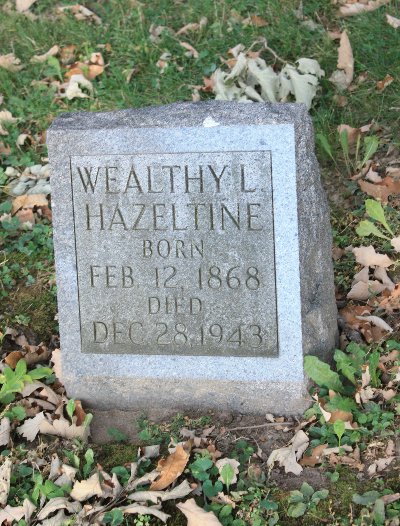 WEALTHY L.
HAZELTINE
BORN
FEB. 12, 1868
DIED
DEC. 28, 1943